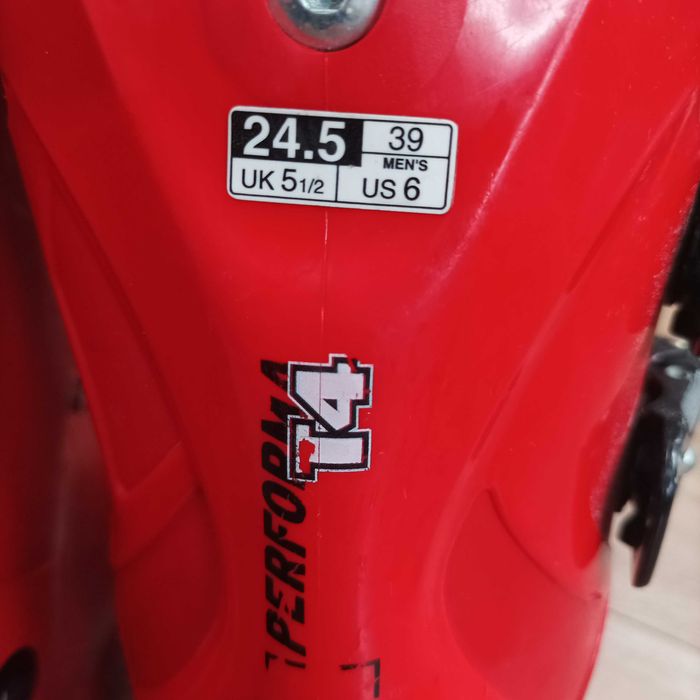 24.5
39
MEN'S
UK 5 1/2
US 6
PERFORMA
T4